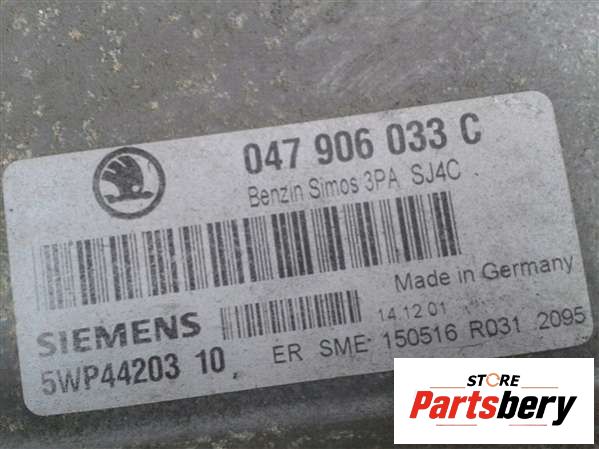 047 906 033 C
Benzin Simos 3PA SJ4C
Made in Germany
SIEMENS
14.12 01
5WP44203 10
ER SME 150516 R031 2095
STORE
Partsbery